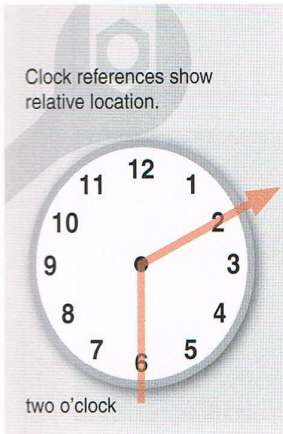 Clock references show
relative location.
12
11 1
10 2
9 3
8 4
7 5
6
two o'clock